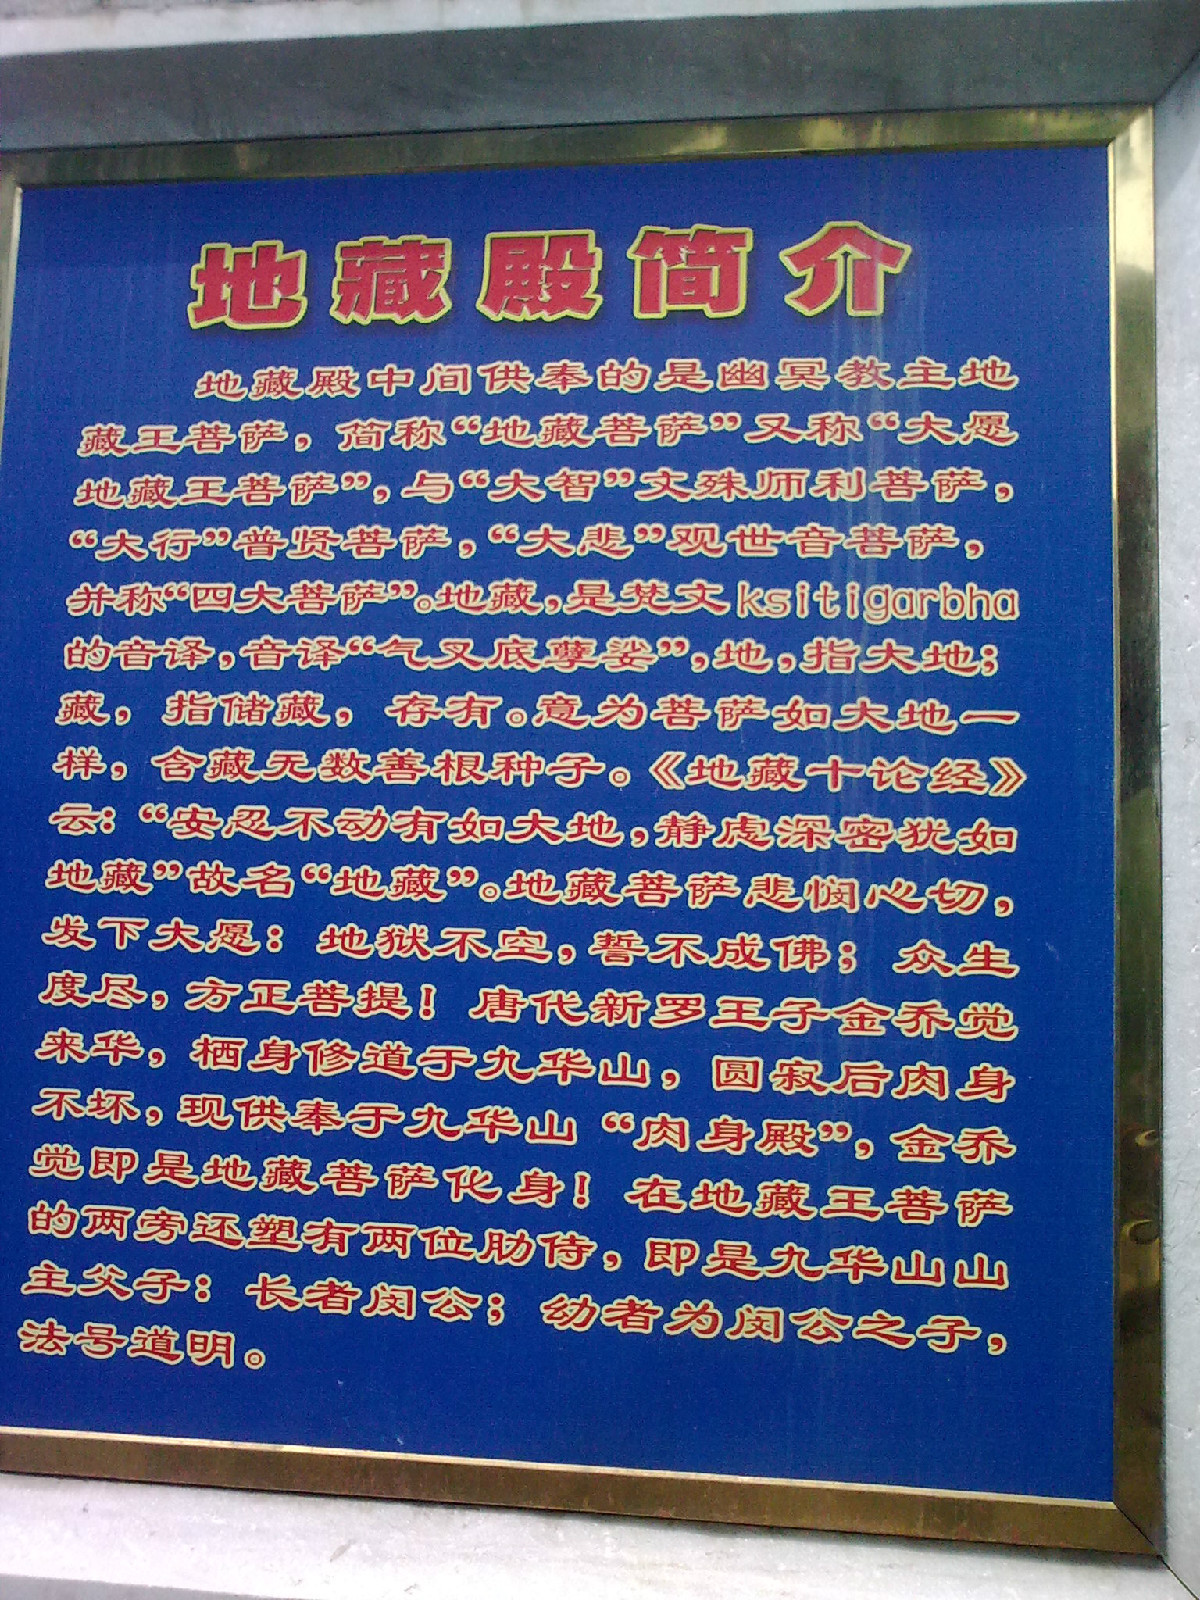 地藏殿简介
地藏殿中间供奉的是幽冥教主地
藏王菩萨，简称“地藏菩萨”又称“大愿
地藏王菩萨”，与“大智”文殊师利菩萨，
“大行”普贤菩萨，“大悲”观世音菩萨，
并称“四大菩萨”。地藏，是梵文ksitigarbha
的音译，音译“气叉底孽娑”，地，指大地；
藏，指储藏，存有。意为菩萨如大地一
样，含藏无数善根种子。《地藏十论经》
云：“安忍不动有如大地，静虑深密犹如
地藏”故名“地藏”。地藏菩萨悲悯心切，
发下大愿：地狱不空，誓不成佛；众生
度尽，方正菩提！唐代新罗王子金乔觉
来华，栖身修道于九华山，圆寂后肉身
不坏，现供奉于九华山“肉身殿”，金乔
觉即是地藏菩萨化身！在地藏王菩萨
的两旁还塑有两位肋侍，即是九华山山
主父子：长者闵公；幼者为闵公之子，
法号道明。